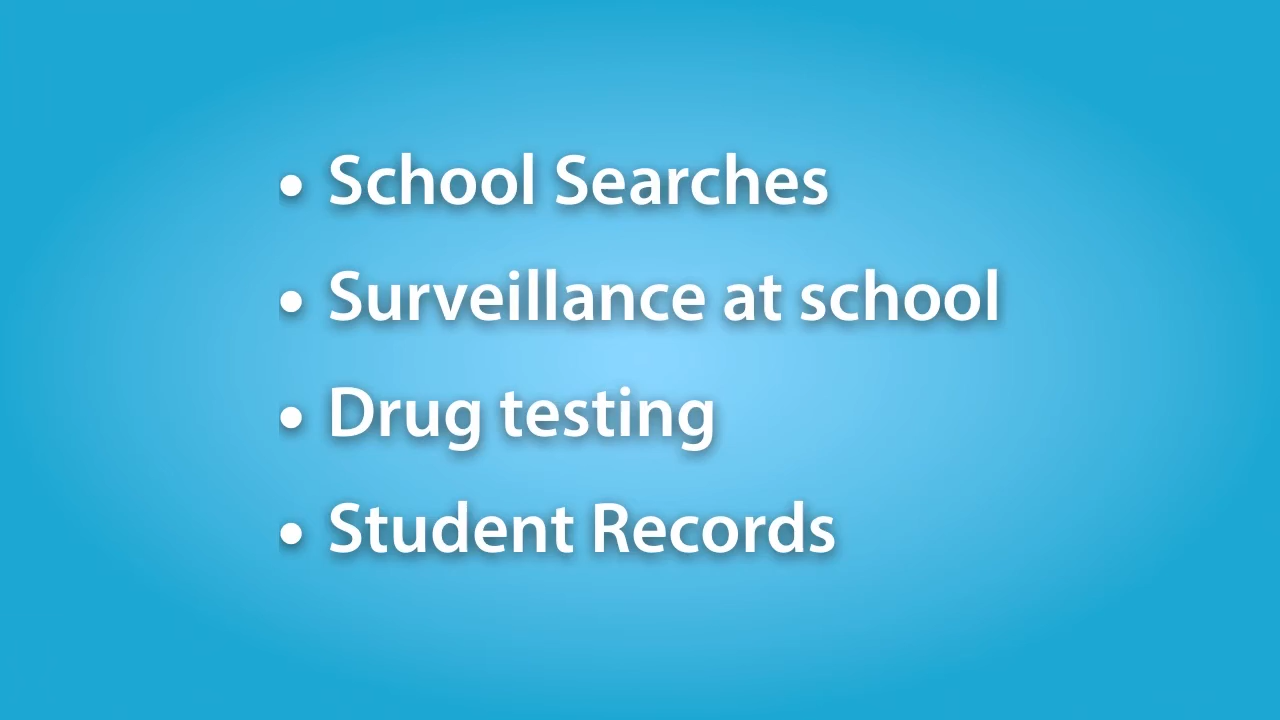 • School Searches
• Surveillance at school
• Drug testing
• Student Records